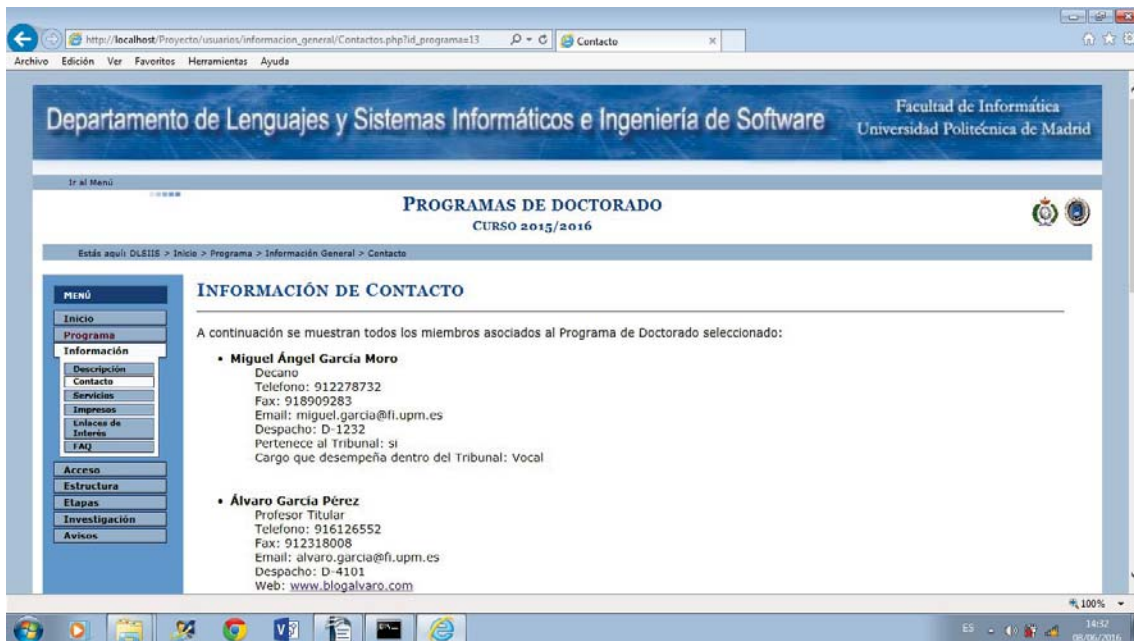 http://localhost/Proyecto/usuarios/informacion_general/Contactos.php?id_programa=13
Contacto
Archivo Edición Ver Favoritos Herramientas Ayuda
Departamento de Lenguajes y Sistemas Informáticos e Ingeniería de Software
Facultad de Informática
Universidad Politécnica de Madrid
Ir al Menú
PROGRAMAS DE DOCTORADO
CURSO 2015/2016
Estás aquí: DLSIIS > Inicio > Programa > Información General > Contacto
MENÚ
Inicio
Programa
Información
Descripción
Contacto
Servicios
Impresos
Enlaces de
Interés
FAQ
Acceso
Estructura
Etapas
Investigación
Avisos
INFORMACIÓN DE CONTACTO
A continuación se muestran todos los miembros asociados al Programa de Doctorado seleccionado:
• Miguel Ángel García Moro
Decano
Telefono: 912278732
Fax: 918909283
Email: miguel.garcia@fi.upm.es
Despacho: D-1232
Pertenece al Tribunal: si
Cargo que desempeña dentro del Tribunal: Vocal
• Álvaro García Pérez
Profesor Titular
Telefono: 916126552
Fax: 912318008
Email: alvaro.garcia@fi.upm.es
Despacho: D-4101
Web: www.blogalvaro.com
100%
ES
14:32
08/06/2016